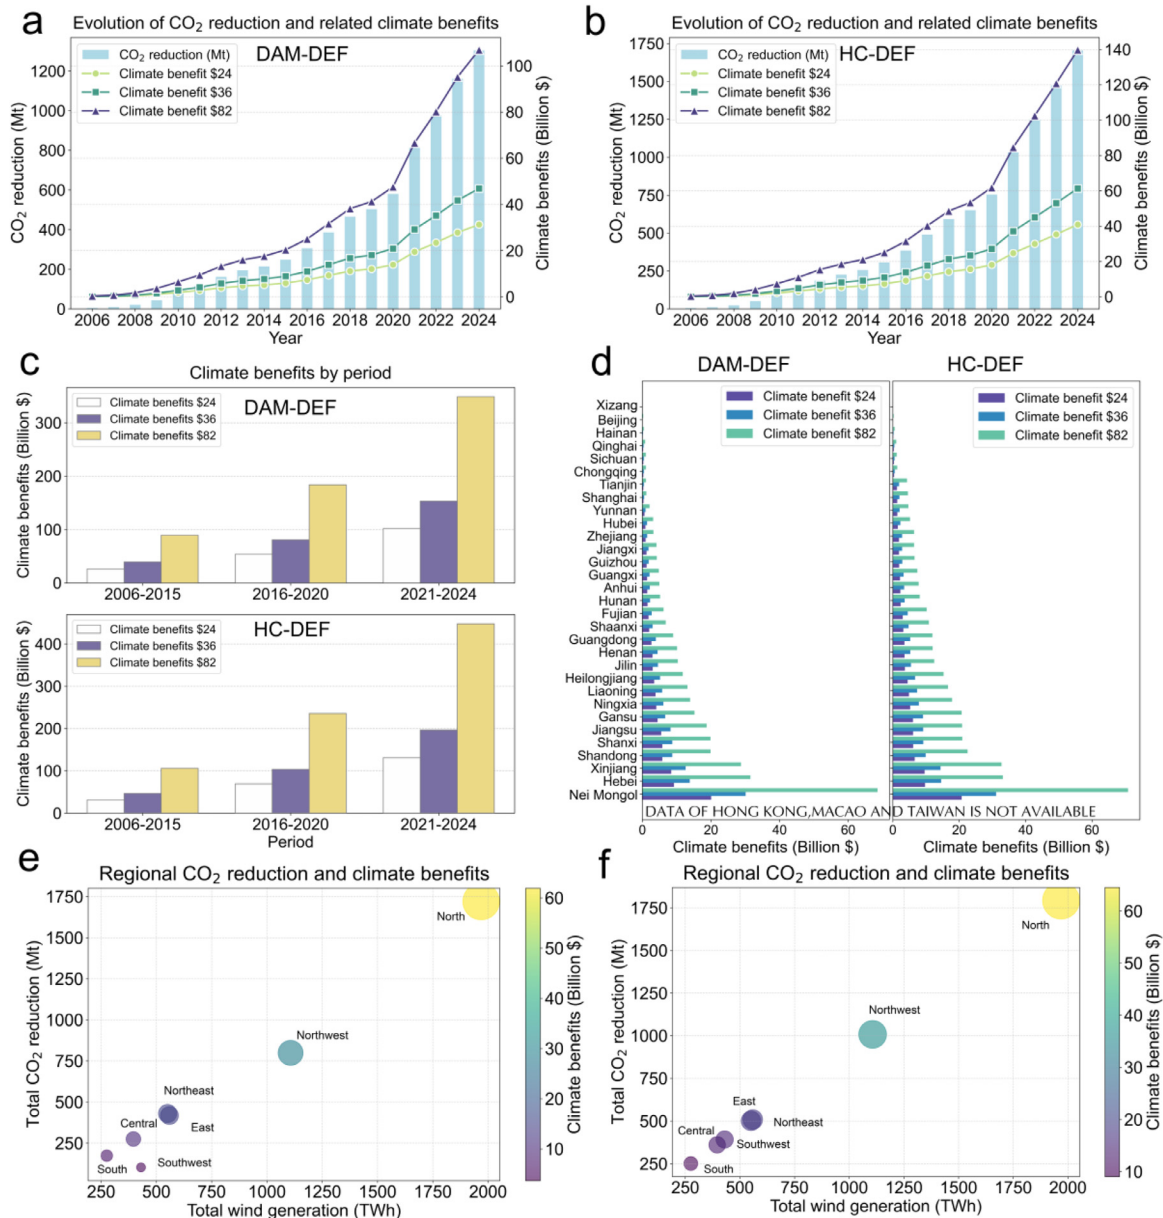 a
Evolution of CO2 reduction and related climate benefits
DAM-DEF
CO2 reduction (Mt)
Climate benefit $24
Climate benefit $36
Climate benefit $82
CO2 reduction (Mt)
1200
1000
800
600
400
200
0
100
80
60
40
20
0
Climate benefits (Billion $)
2006 2008 2010 2012 2014 2016 2018 2020 2022 2024
Year
b
Evolution of CO2 reduction and related climate benefits
HC-DEF
CO2 reduction (Mt)
Climate benefit $24
Climate benefit $36
Climate benefit $82
CO2 reduction (Mt)
1750
1500
1250
1000
750
500
250
0
140
120
100
80
60
40
20
0
Climate benefits (Billion $)
2006 2008 2010 2012 2014 2016 2018 2020 2022 2024
Year
c
Climate benefits by period
DAM-DEF
Climate benefits $24
Climate benefits $36
Climate benefits $82
Climate benefits (Billion $)
300
200
100
0
2006-2015 2016-2020 2021-2024
HC-DEF
Climate benefits $24
Climate benefits $36
Climate benefits $82
Climate benefits (Billion $)
400
300
200
100
0
2006-2015 2016-2020 2021-2024
Period
d
DAM-DEF
HC-DEF
Climate benefit $24
Climate benefit $36
Climate benefit $82
Climate benefit $24
Climate benefit $36
Climate benefit $82
Xizang
Beijing
Hainan
Qinghai
Sichuan
Chongqing
Tianjin
Shanghai
Yunnan
Hubei
Zhejiang
Jiangxi
Guizhou
Guangxi
Anhui
Hunan
Fujian
Shaanxi
Guangdong
Henan
Jilin
Heilongjiang
Liaoning
Ningxia
Gansu
Jiangsu
Shanxi
Shandong
Xinjiang
Hebei
Nei Mongol
DATA OF HONG KONG,MACAO AND TAIWAN IS NOT AVAILABLE
0 20 40 60
0 20 40 60
Climate benefits (Billion $)
Climate benefits (Billion $)
e
Regional CO2 reduction and climate benefits
Total CO2 reduction (Mt)
1750
1500
1250
1000
750
500
250
North
Northwest
Northeast
Central
East
South
Southwest
250 500 750 1000 1250 1500 1750 2000
Total wind generation (TWh)
60
50
40
30
20
10
Climate benefits (Billion $)
f
Regional CO2 reduction and climate benefits
Total CO2 reduction (Mt)
1750
1500
1250
1000
750
500
250
North
Northwest
East
Northeast
Central
Southwest
South
250 500 750 1000 1250 1500 1750 2000
Total wind generation (TWh)
60
50
40
30
20
10
Climate benefits (Billion $)